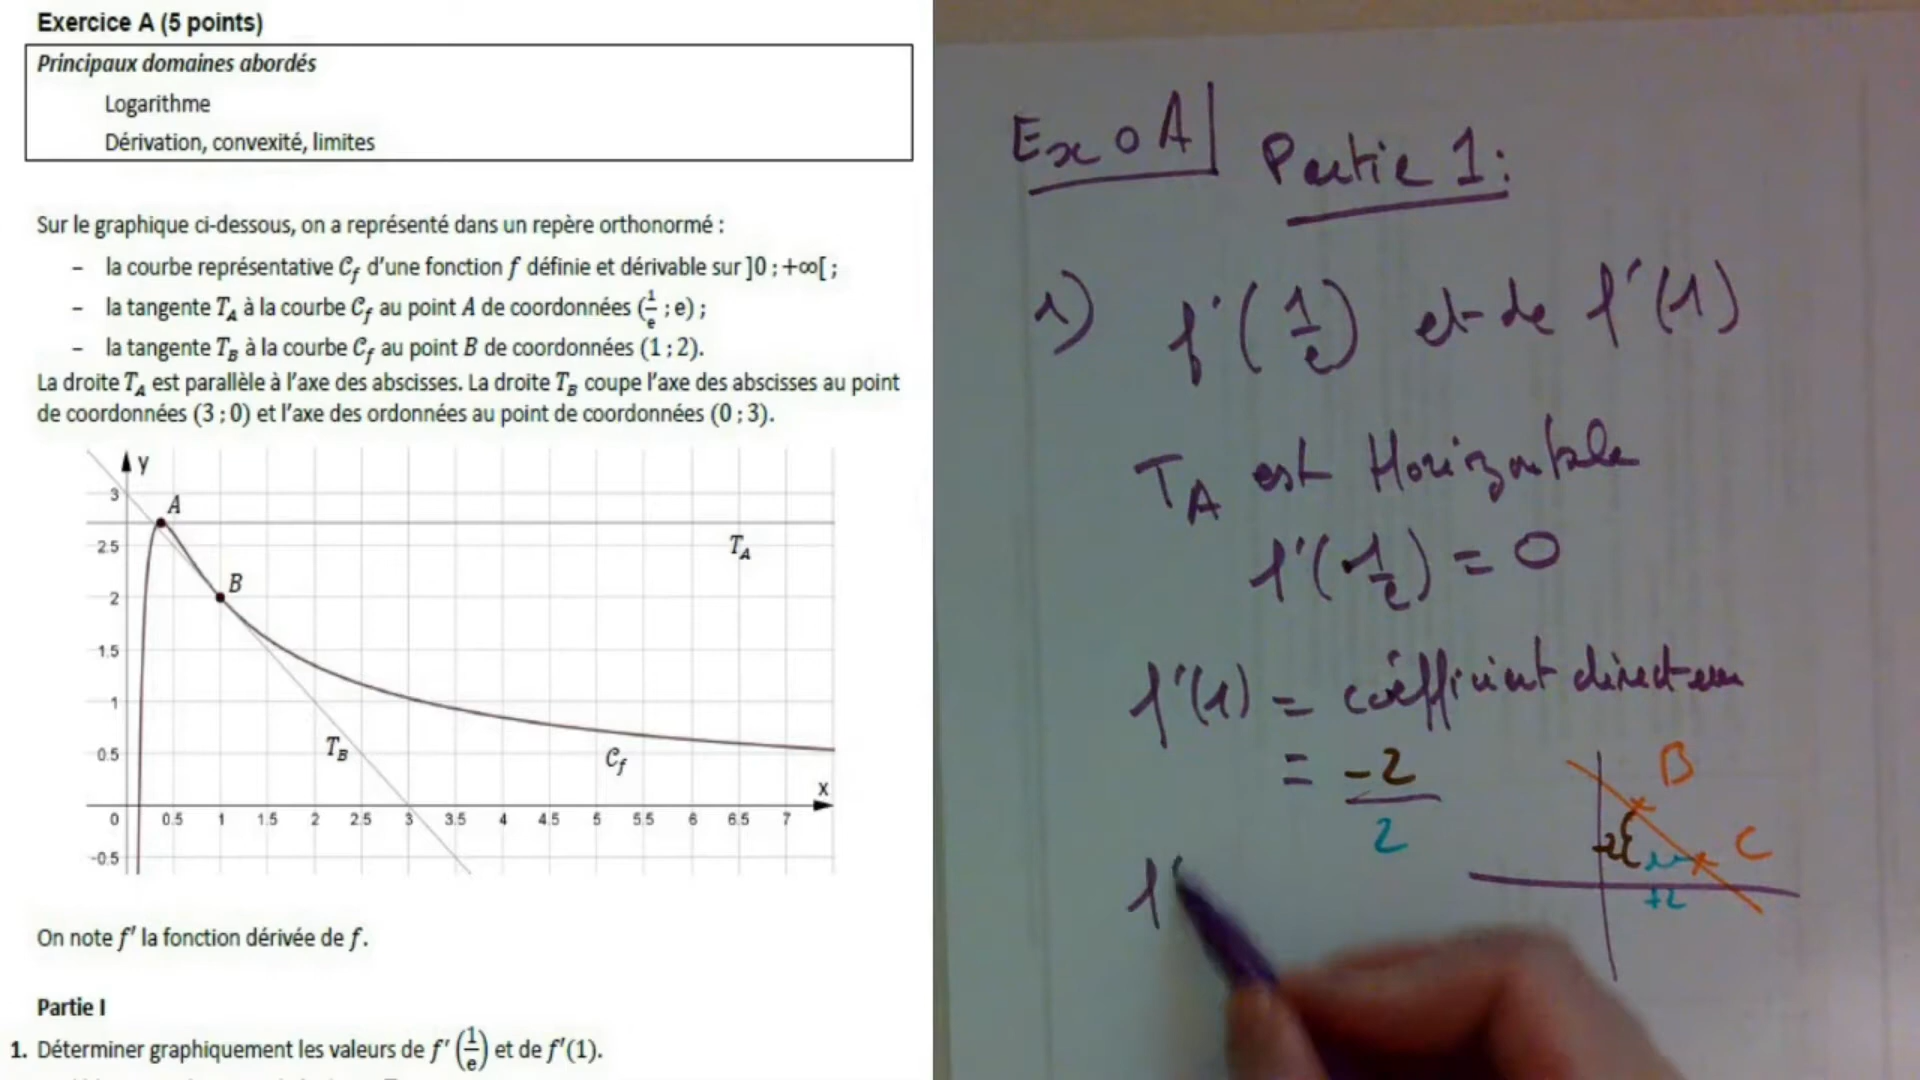 Exercice A (5 points)
Principaux domaines abordés
Logarithme
Dérivation, convexité, limites
Sur le graphique ci-dessous, on a représenté dans un repère orthonormé :
– la courbe représentative 𝒞f d’une fonction f définie et dérivable sur ]0 ; +∞[ ;
– la tangente TA à la courbe 𝒞f au point A de coordonnées (1/e ; e) ;
– la tangente TB à la courbe 𝒞f au point B de coordonnées (1 ; 2).
La droite TA est parallèle à l’axe des abscisses. La droite TB coupe l’axe des abscisses au point
de coordonnées (3 ; 0) et l’axe des ordonnées au point de coordonnées (0 ; 3).
y
3
A
2.5
TA
2
B
1.5
1
0.5
TB
𝒞f
x
0 0.5 1 1.5 2 2.5 3 3.5 4 4.5 5 5.5 6 6.5 7
-0.5
On note f′ la fonction dérivée de f.
Partie I
1. Déterminer graphiquement les valeurs de f′(1/e) et de f′(1).
Exo A Partie 1:
1) f'(1/e) et de f'(1)
TA est Horizontale
f'(1/e) = 0
f'(1) = coéfficient directeur
= -2/2
B
C
-2
+2
f'